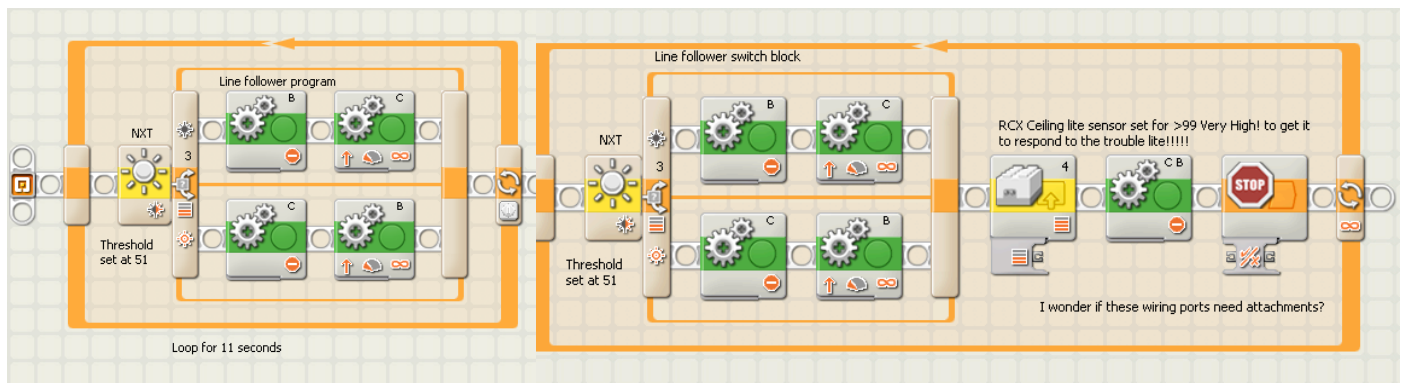 Line follower program
B
C
NXT
3
C
B
Threshold
set at 51
Loop for 11 seconds
Line follower switch block
B
C
NXT
3
C
B
Threshold
set at 51
RCX Ceiling lite sensor set for >99 Very High! to get it
to respond to the trouble lite!!!!!
4
C B
STOP
I wonder if these wiring ports need attachments?